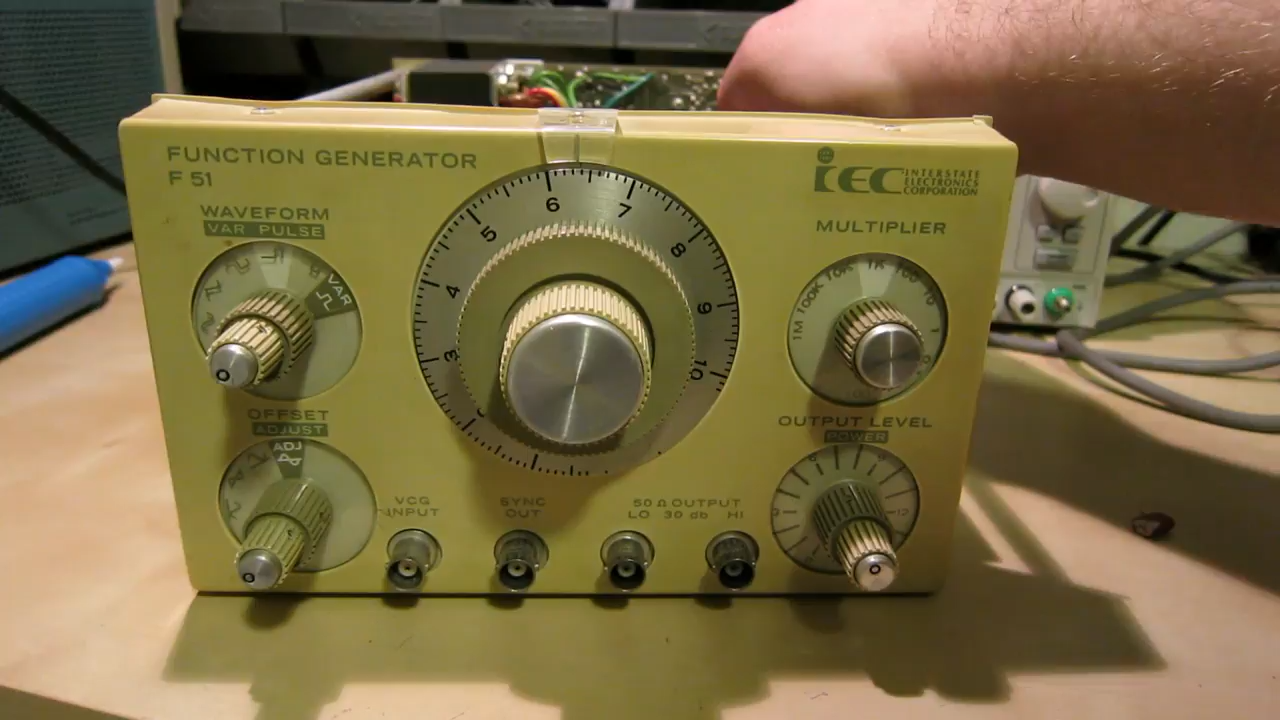 FUNCTION GENERATOR
F 51
iEC INTERSTATE
ELECTRONICS
CORPORATION
WAVEFORM
VAR PULSE
VAR
MULTIPLIER
1M 100K 10K 1K 100 10 1
3 4 5 6 7 8 9 10
OFFSET
ADJUST
ADJ
OUTPUT LEVEL
POWER
12
VCG
INPUT
SYNC
OUT
50 Ω OUTPUT
LO 30 db HI